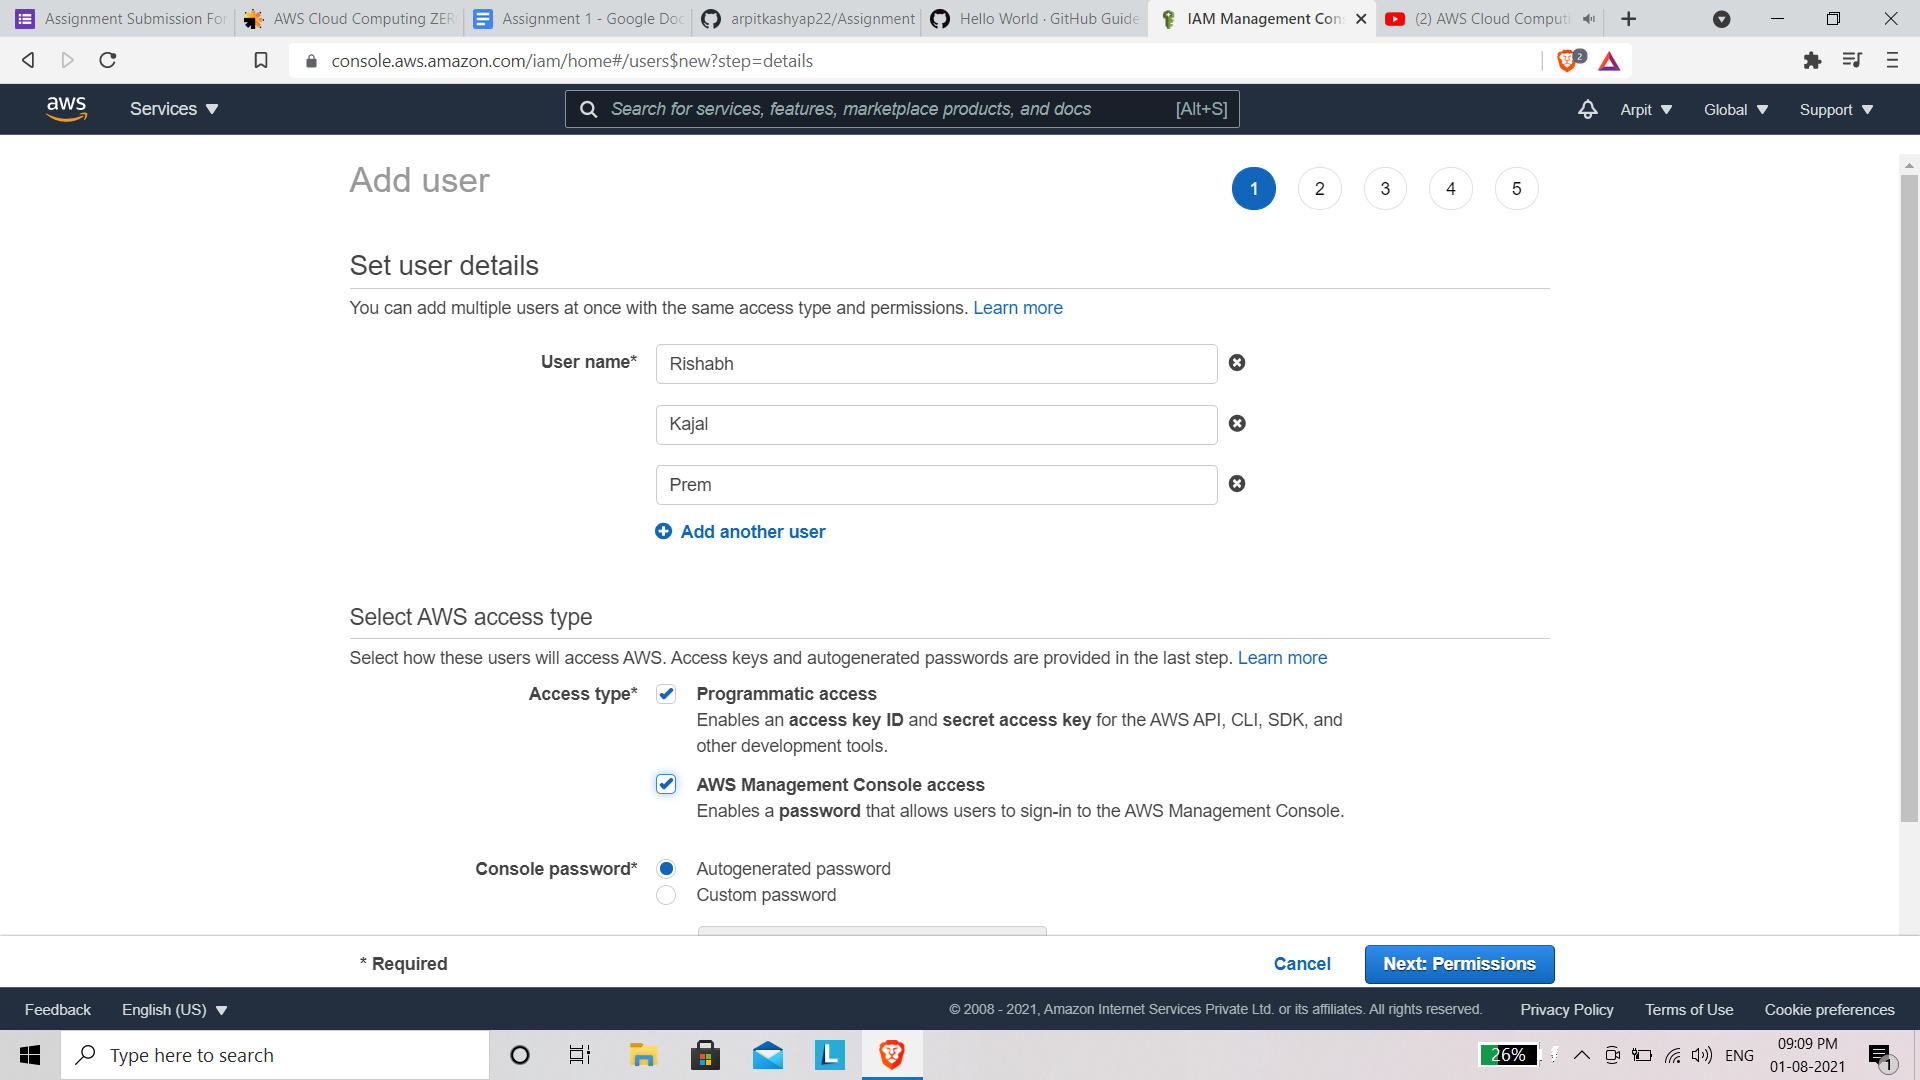 Assignment Submission For
AWS Cloud Computing ZER
Assignment 1 - Google Doc
arpitkashyap22/Assignment
Hello World · GitHub Guide
IAM Management Con
(2) AWS Cloud Computi
console.aws.amazon.com/iam/home#/users$new?step=details
2
aws
Services
Search for services, features, marketplace products, and docs
[Alt+S]
Arpit
Global
Support
Add user
1
2
3
4
5
Set user details
You can add multiple users at once with the same access type and permissions. Learn more
User name*
Rishabh
Kajal
Prem
Add another user
Select AWS access type
Select how these users will access AWS. Access keys and autogenerated passwords are provided in the last step. Learn more
Access type*
Programmatic access
Enables an access key ID and secret access key for the AWS API, CLI, SDK, and
other development tools.
AWS Management Console access
Enables a password that allows users to sign-in to the AWS Management Console.
Console password*
Autogenerated password
Custom password
* Required
Cancel
Next: Permissions
Feedback
English (US)
© 2008 - 2021, Amazon Internet Services Private Ltd. or its affiliates. All rights reserved.
Privacy Policy
Terms of Use
Cookie preferences
Type here to search
L
26%
ENG
09:09 PM
01-08-2021
1